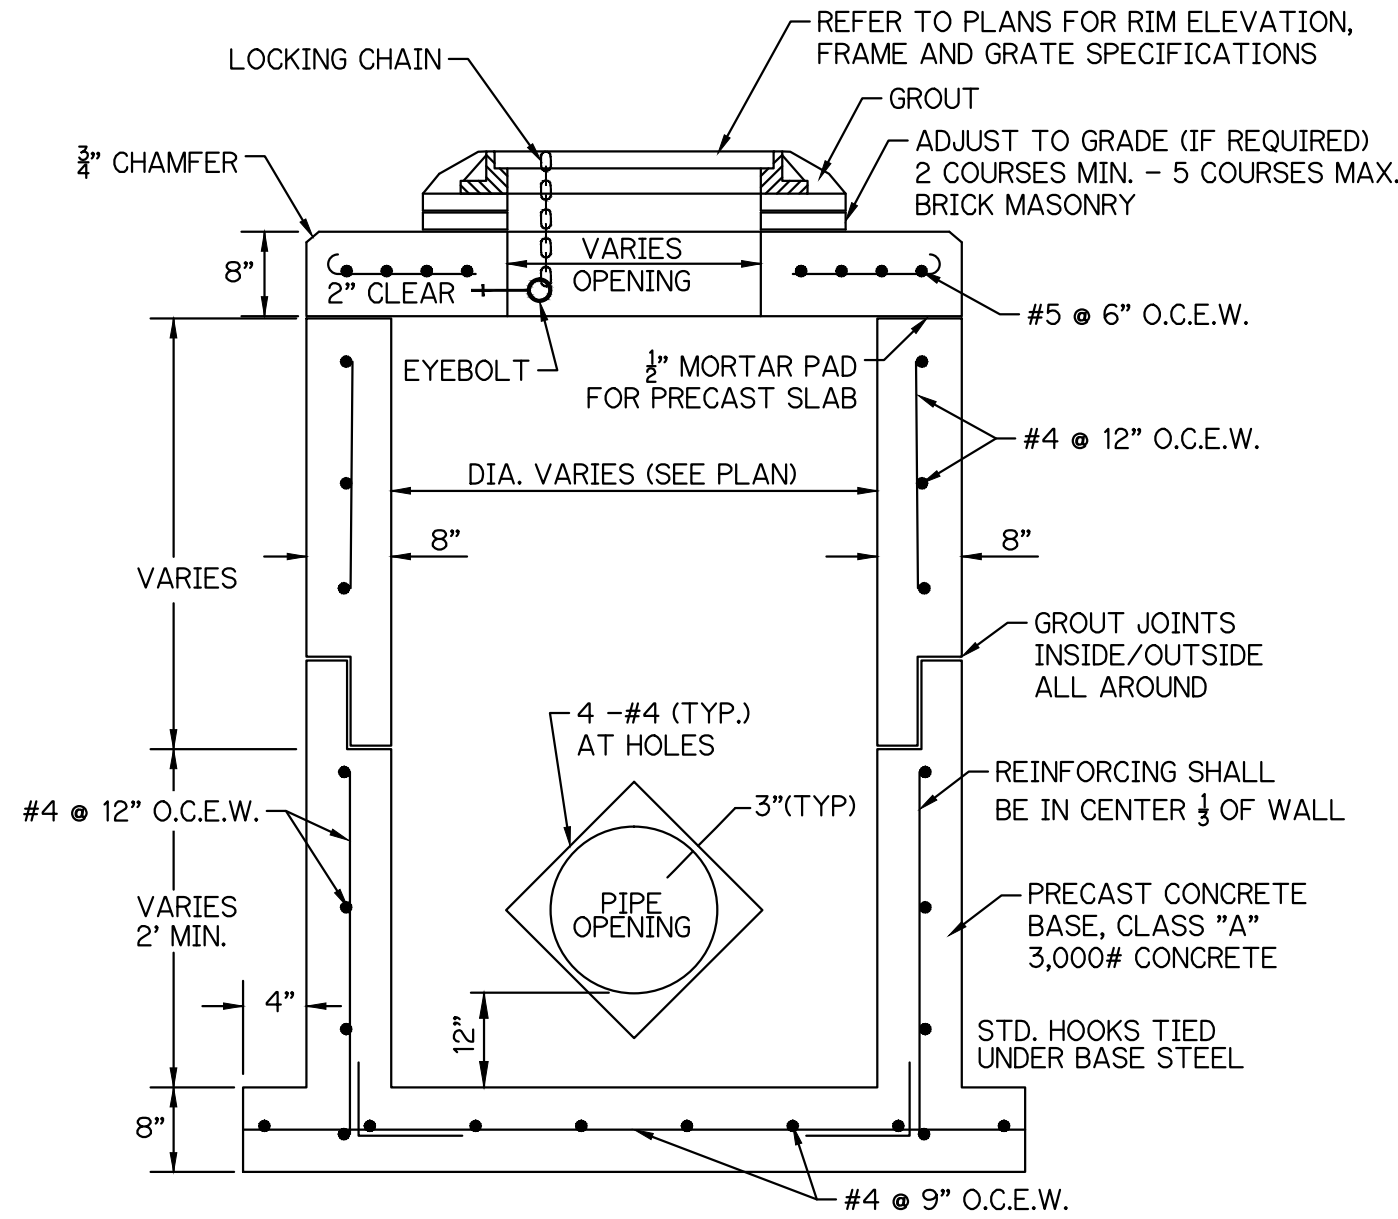 REFER TO PLANS FOR RIM ELEVATION,
FRAME AND GRATE SPECIFICATIONS
LOCKING CHAIN
GROUT
ADJUST TO GRADE (IF REQUIRED)
2 COURSES MIN. - 5 COURSES MAX.
BRICK MASONRY
3/4" CHAMFER
8"
VARIES
OPENING
2" CLEAR
#5 @ 6" O.C.E.W.
EYEBOLT
1/2" MORTAR PAD
FOR PRECAST SLAB
#4 @ 12" O.C.E.W.
DIA. VARIES (SEE PLAN)
8"
8"
VARIES
GROUT JOINTS
INSIDE/OUTSIDE
ALL AROUND
4 -#4 (TYP.)
AT HOLES
REINFORCING SHALL
BE IN CENTER 1/3 OF WALL
#4 @ 12" O.C.E.W.
3"(TYP)
PIPE
OPENING
PRECAST CONCRETE
BASE, CLASS "A"
3,000# CONCRETE
VARIES
2' MIN.
4"
12"
STD. HOOKS TIED
UNDER BASE STEEL
8"
#4 @ 9" O.C.E.W.